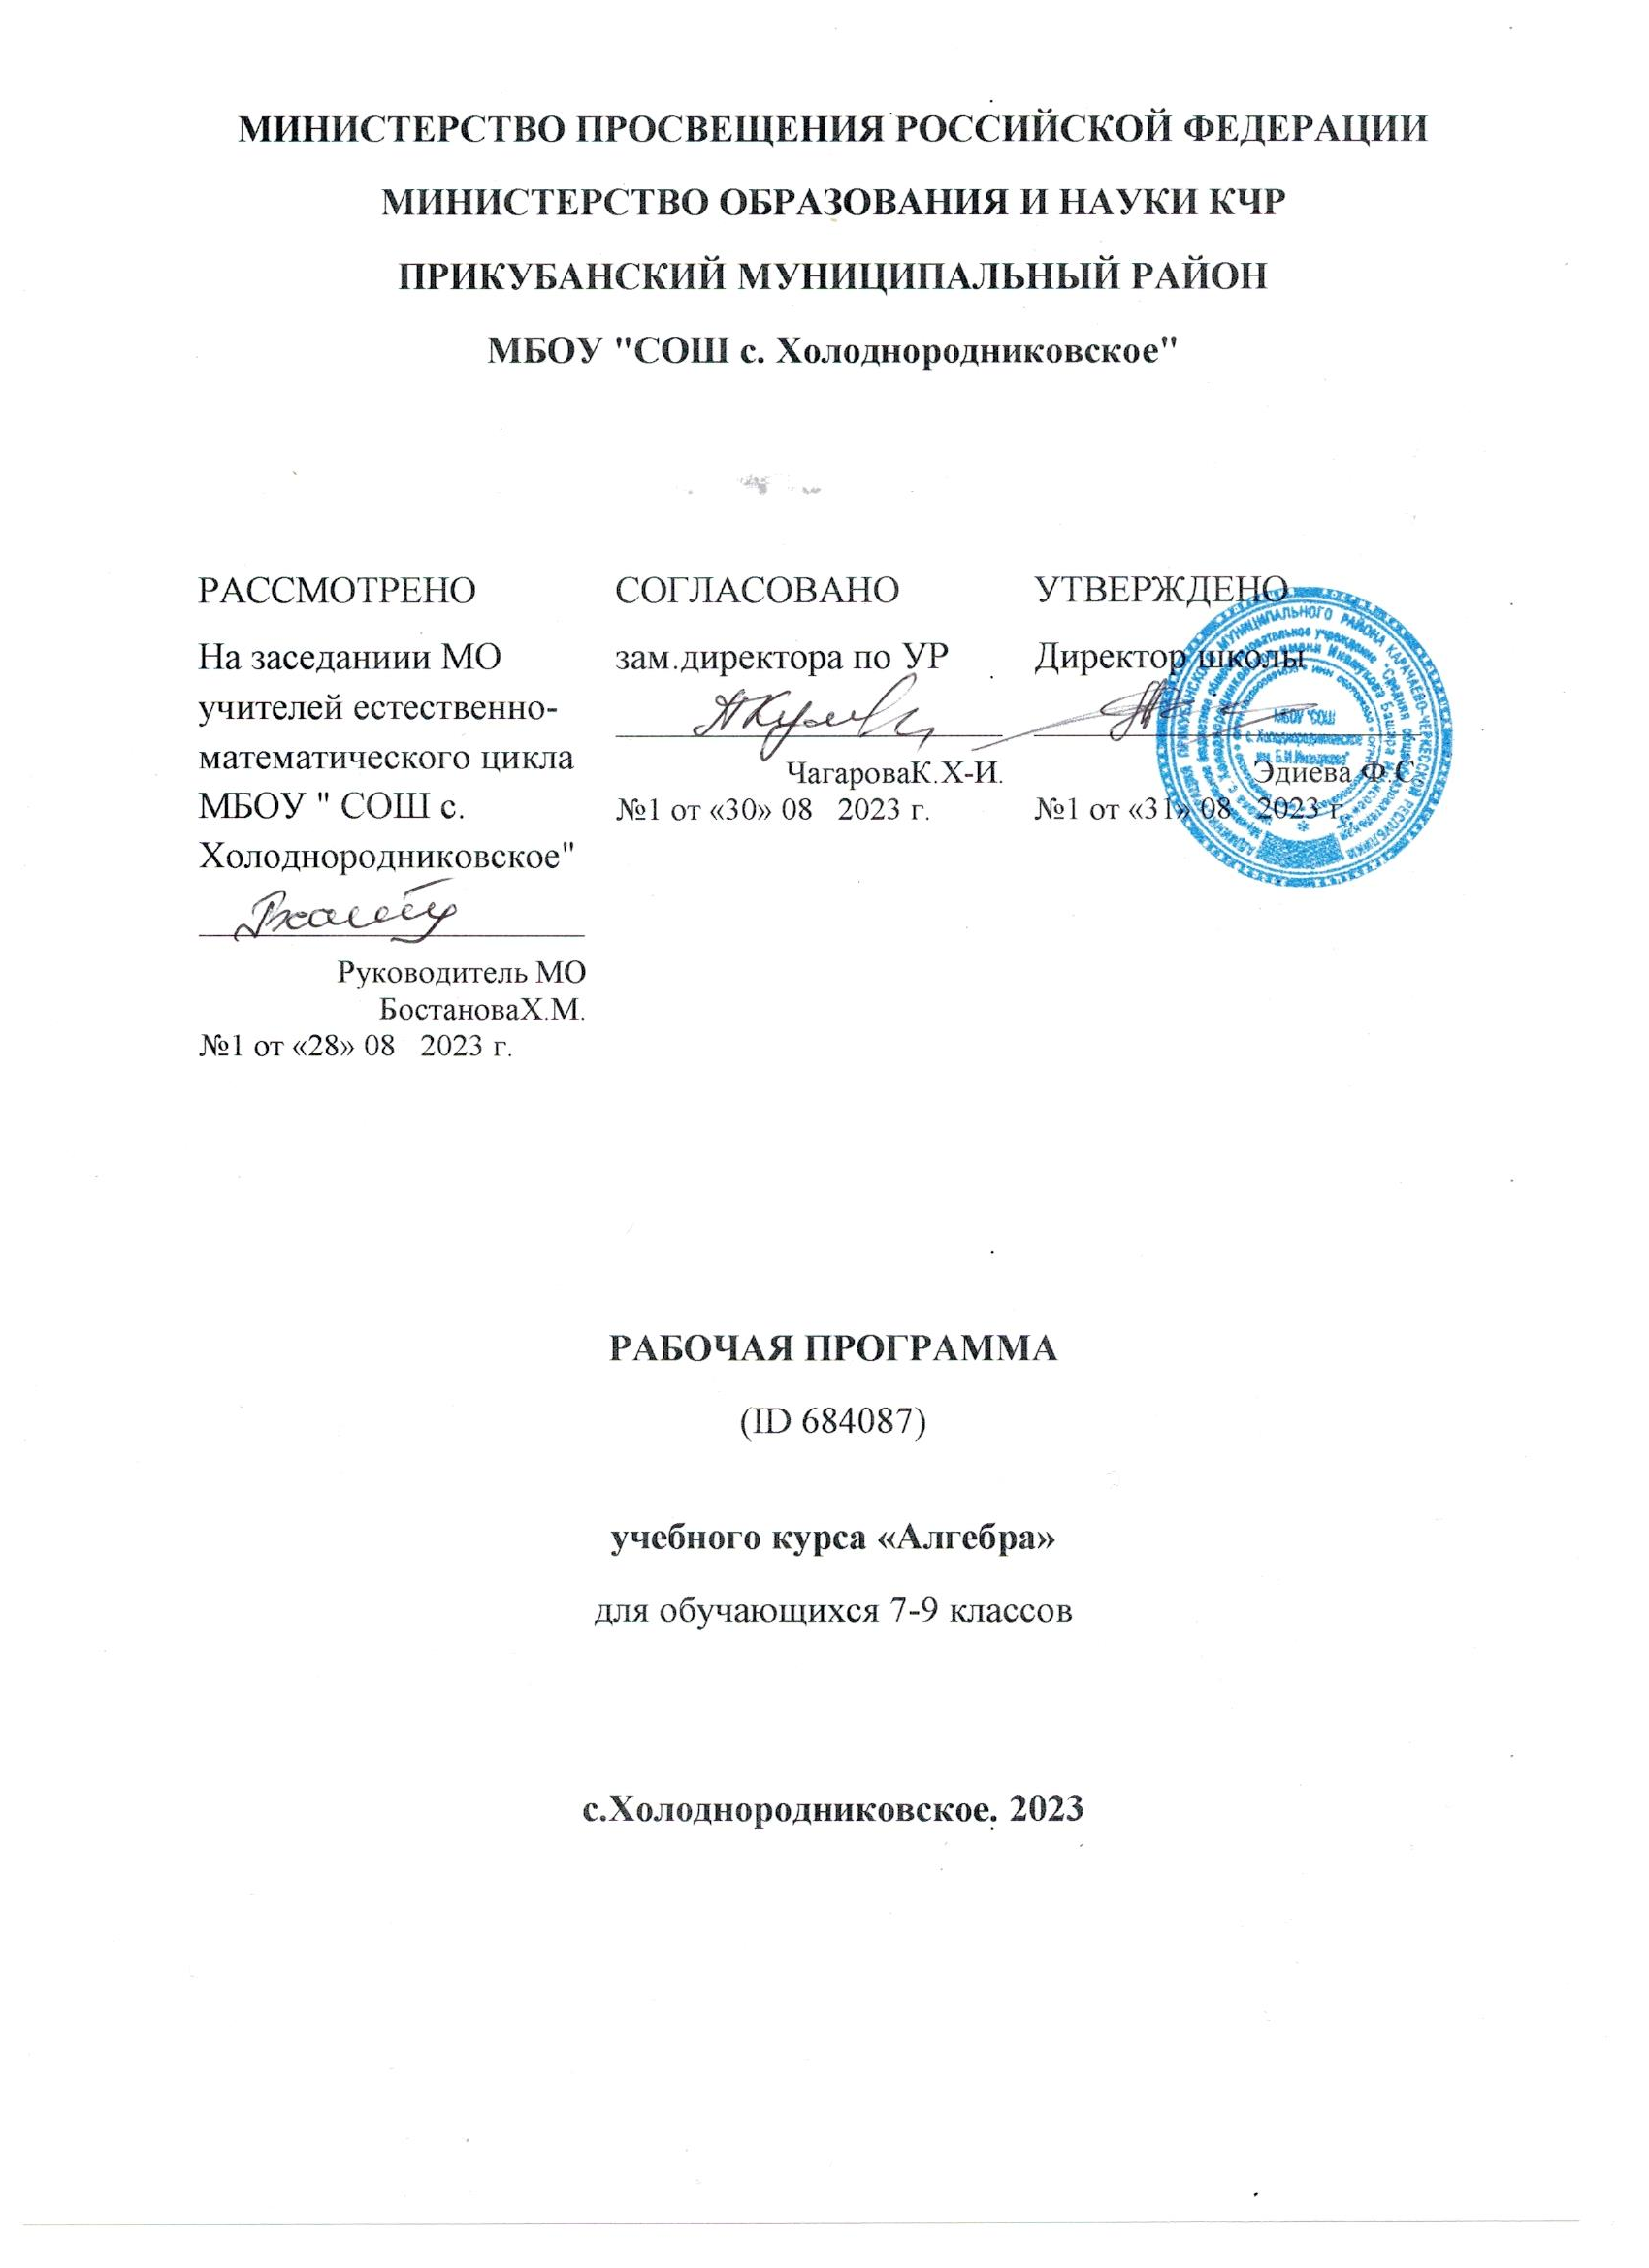 МИНИСТЕРСТВО ПРОСВЕЩЕНИЯ РОССИЙСКОЙ ФЕДЕРАЦИИ
МИНИСТЕРСТВО ОБРАЗОВАНИЯ И НАУКИ КЧР
ПРИКУБАНСКИЙ МУНИЦИПАЛЬНЫЙ РАЙОН
МБОУ "СОШ с. Холоднородниковское"
РАССМОТРЕНО
На заседаниии МО
учителей естественно-
математического цикла
МБОУ " СОШ с.
Холоднородниковское"
Руководитель МО
БостановаХ.М.
№1 от «28» 08 2023 г.
СОГЛАСОВАНО
зам.директора по УР
ЧагароваК.Х-И.
№1 от «30» 08 2023 г.
УТВЕРЖДЕНО
Директор школы
Эдиева Ф.С.
№1 от «31» 08 2023 г.
МБОУ "СОШ
с. Холоднородниковское
РАБОЧАЯ ПРОГРАММА
(ID 684087)
учебного курса «Алгебра»
для обучающихся 7-9 классов
с.Холоднородниковское. 2023